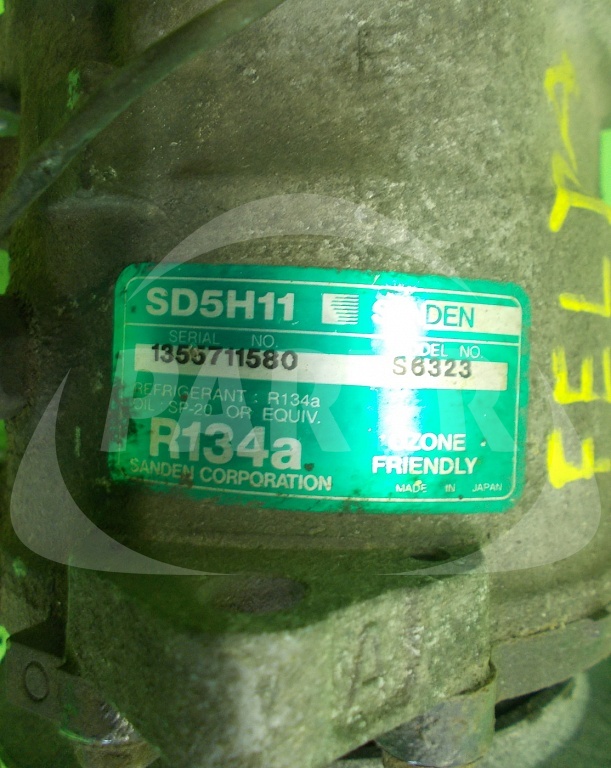 SD5H11 SANDEN
SERIAL NO. MODEL NO.
1356711580 S6323
REFRIGERANT : R134a
OIL SP-20 OR EQUIV.
R134a OZONE
FRIENDLY
SANDEN CORPORATION
MADE IN JAPAN